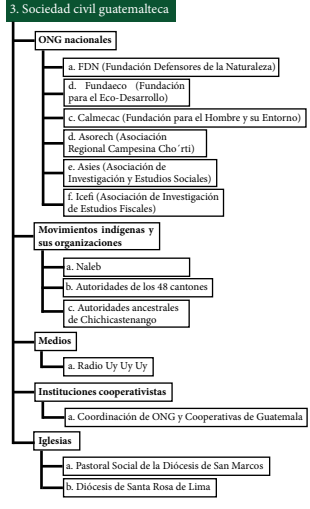 3. Sociedad civil guatemalteca
ONG nacionales
a. FDN (Fundación Defensores de la Naturaleza)
d. Fundaeco (Fundación
para el Eco-Desarrollo)
c. Calmecac (Fundación para el Hombre y su Entorno)
d. Asorech (Asociación
Regional Campesina Cho´rti)
e. Asies (Asociación de
Investigación y Estudios Sociales)
f. Icefi (Asociación de Investigación
de Estudios Fiscales)
Movimientos indígenas y
sus organizaciones
a. Naleb
b. Autoridades de los 48 cantones
c. Autoridades ancestrales
de Chichicastenango
Medios
a. Radio Uy Uy Uy
Instituciones cooperativistas
a. Coordinación de ONG y Cooperativas de Guatemala
Iglesias
a. Pastoral Social de la Diócesis de San Marcos
b. Diócesis de Santa Rosa de Lima